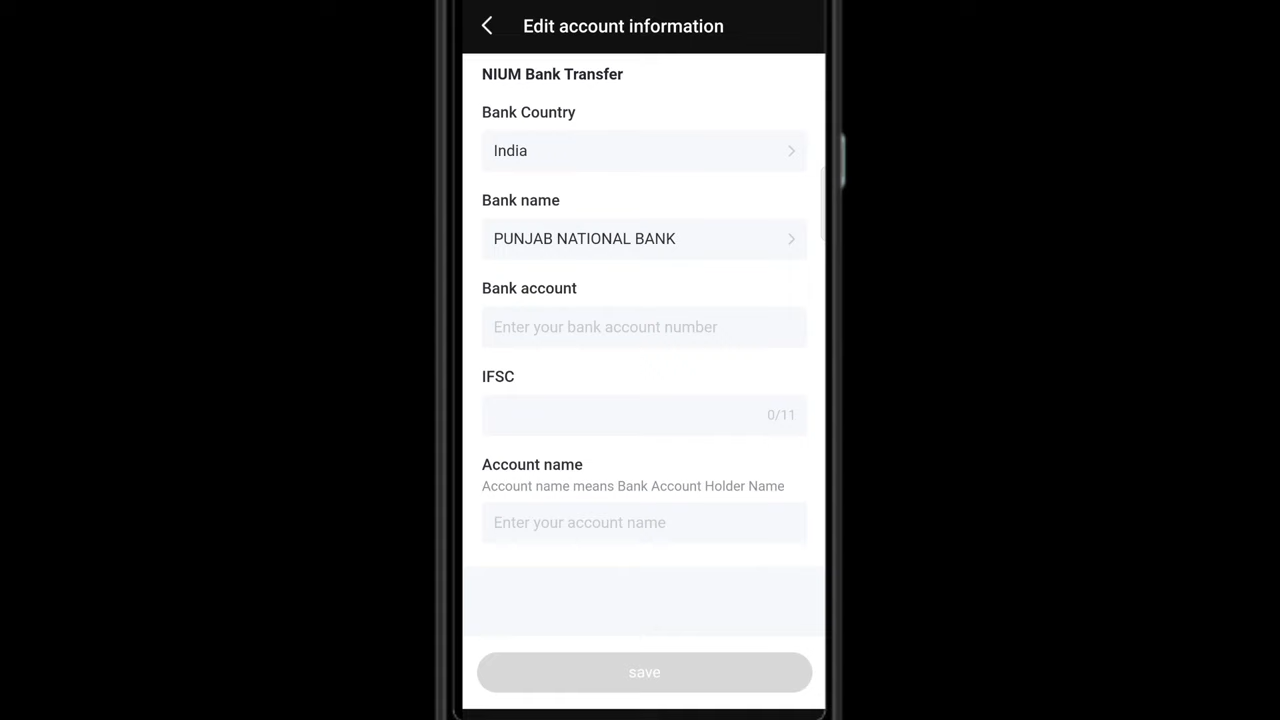 Edit account information
NIUM Bank Transfer
Bank Country
India
Bank name
PUNJAB NATIONAL BANK
Bank account
Enter your bank account number
IFSC
0/11
Account name
Account name means Bank Account Holder Name
Enter your account name
save